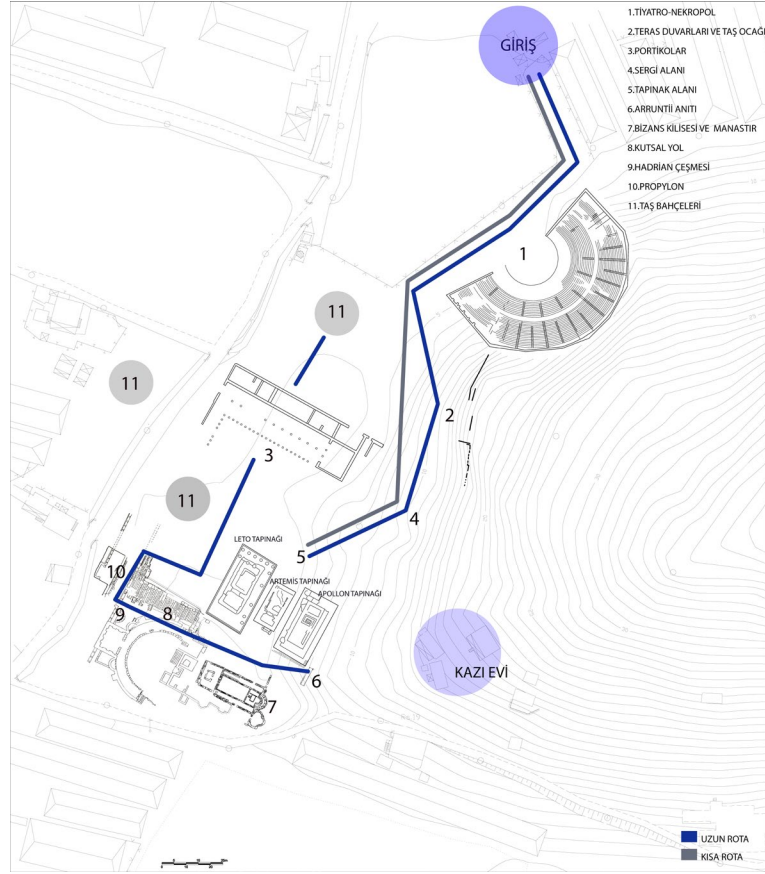 GİRİŞ
1.TİYATRO-NEKROPOL
2.TERAS DUVARLARI VE TAŞ OCAĞI
3.PORTİKOLAR
4.SERGİ ALANI
5.TAPINAK ALANI
6.ARRUNTİİ ANITI
7.BİZANS KİLİSESİ VE MANASTIR
8.KUTSAL YOL
9.HADRİAN ÇEŞMESİ
10.PROPYLON
11.TAŞ BAHÇELERİ
1
11
11
2
3
11
4
LETO TAPINAĞI
5
10
ARTEMİS TAPINAĞI
APOLLON TAPINAĞI
9
8
6
KAZI EVİ
7
UZUN ROTA
KISA ROTA